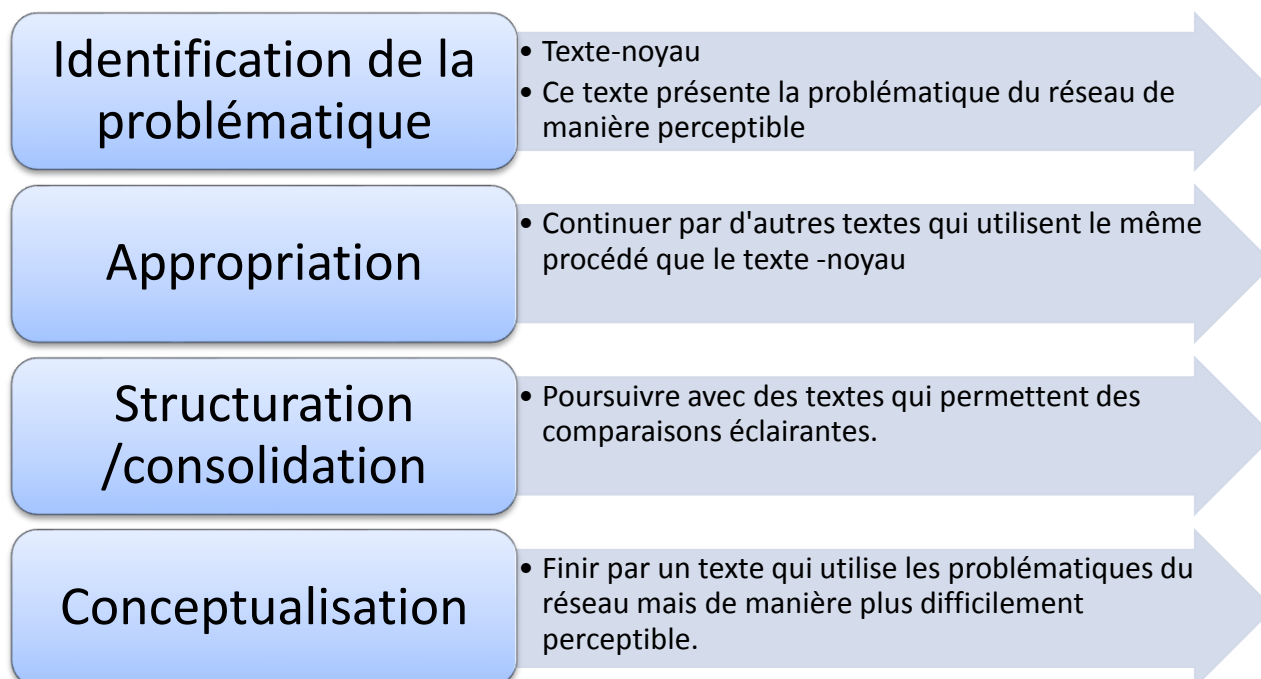 Identification de la
problématique
• Texte-noyau
• Ce texte présente la problématique du réseau de
manière perceptible
Appropriation
• Continuer par d'autres textes qui utilisent le même
procédé que le texte -noyau
Structuration
/consolidation
• Poursuivre avec des textes qui permettent des
comparaisons éclairantes.
Conceptualisation
• Finir par un texte qui utilise les problématiques du
réseau mais de manière plus difficilement
perceptible.